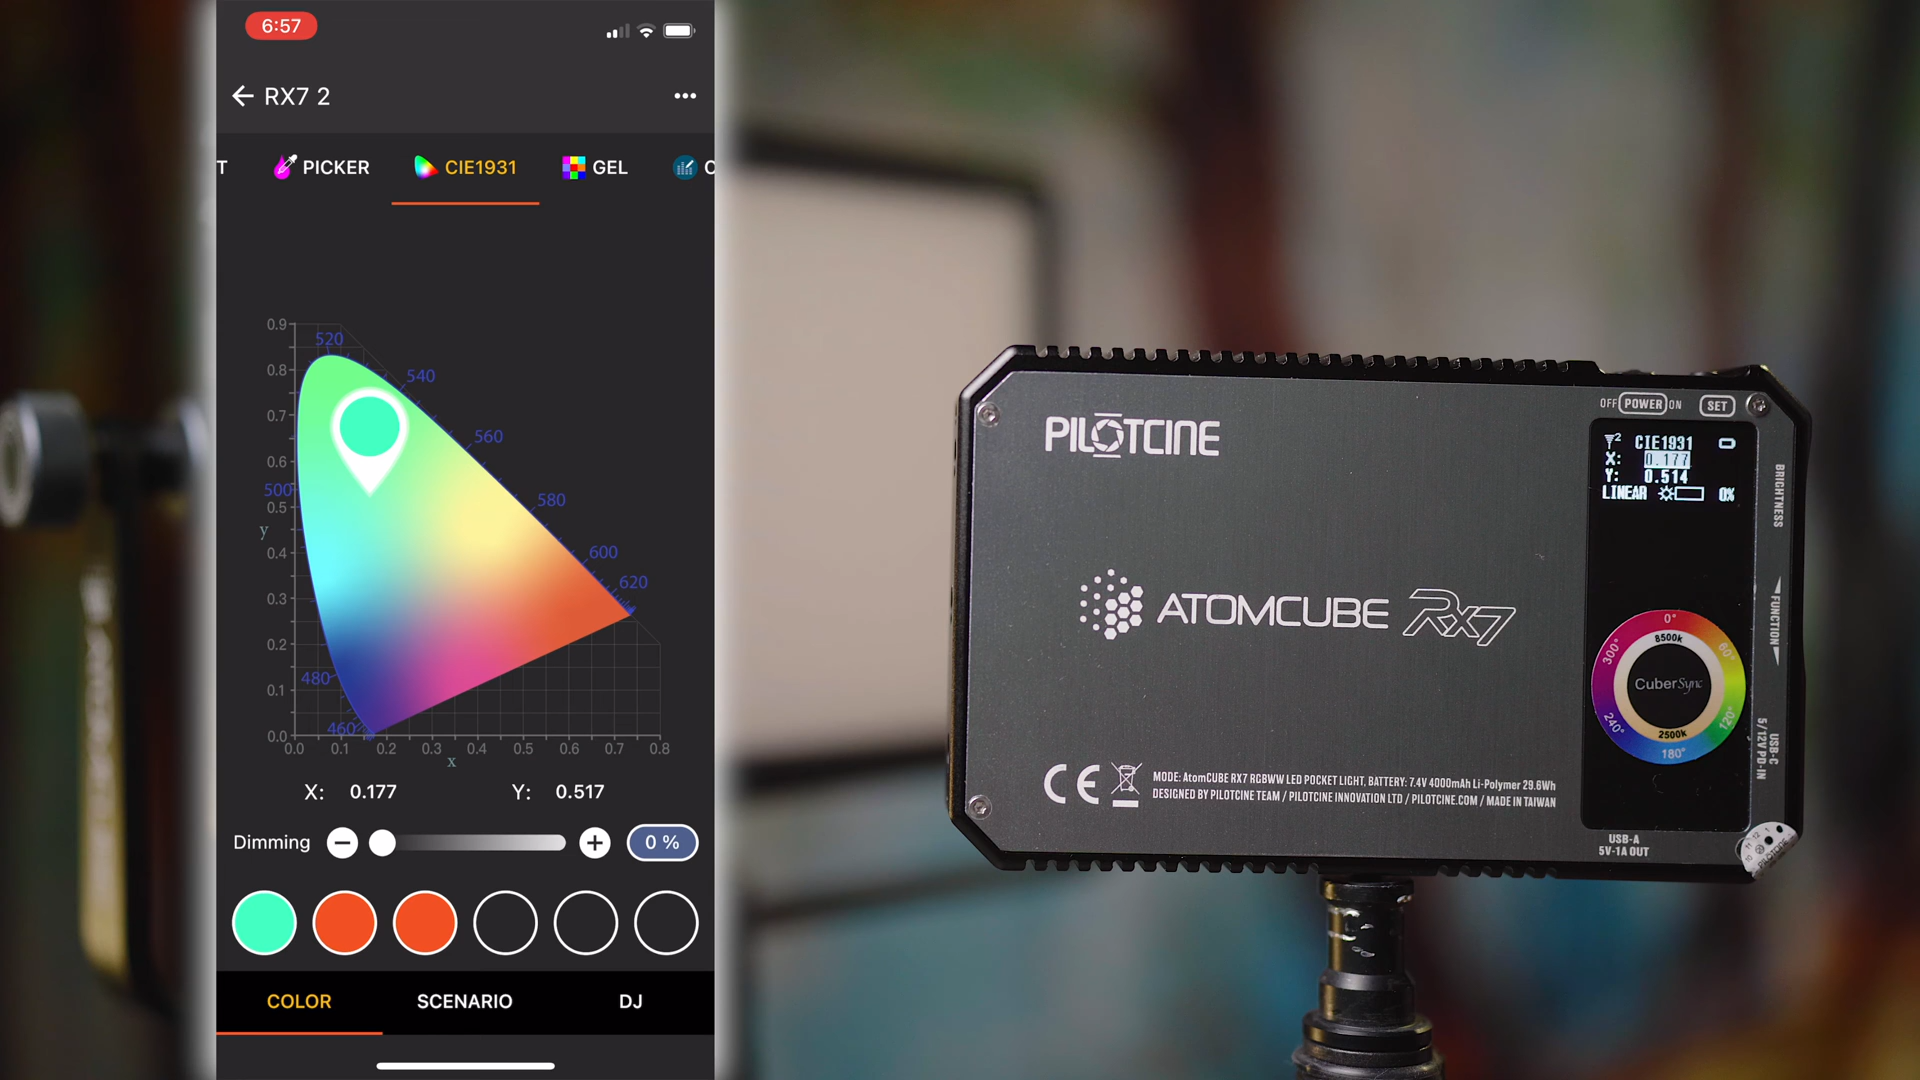 6:57
RX7 2
T PICKER CIE1931 GEL C
0.9
0.8
0.7
0.6
0.5
0.4
0.3
0.2
0.1
0.0
y
520
540
560
580
600
620
500
480
460
0.0 0.1 0.2 0.3 0.4 0.5 0.6 0.7 0.8
x
X: 0.177 Y: 0.517
Dimming 0 %
COLOR SCENARIO DJ
PILOTCINE
ATOMCUBE RX7
CE
MODE: AtomCUBE RX7 RGBWW LED POCKET LIGHT, BATTERY: 7.4V 4000mAh Li-Polymer 29.6Wh
DESIGNED BY PILOTCINE TEAM / PILOTCINE INNOVATION LTD / PILOTCINE.COM / MADE IN TAIWAN
OFF POWER ON SET
2 CIE1931
X: 0.177
Y: 0.514
LINEAR 0%
BRIGHTNESS
FUNCTION
0°
60°
120°
180°
240°
300°
8500k
CuberSync
2500k
USB-C
5/12V PD-IN
USB-A
5V-1A OUT